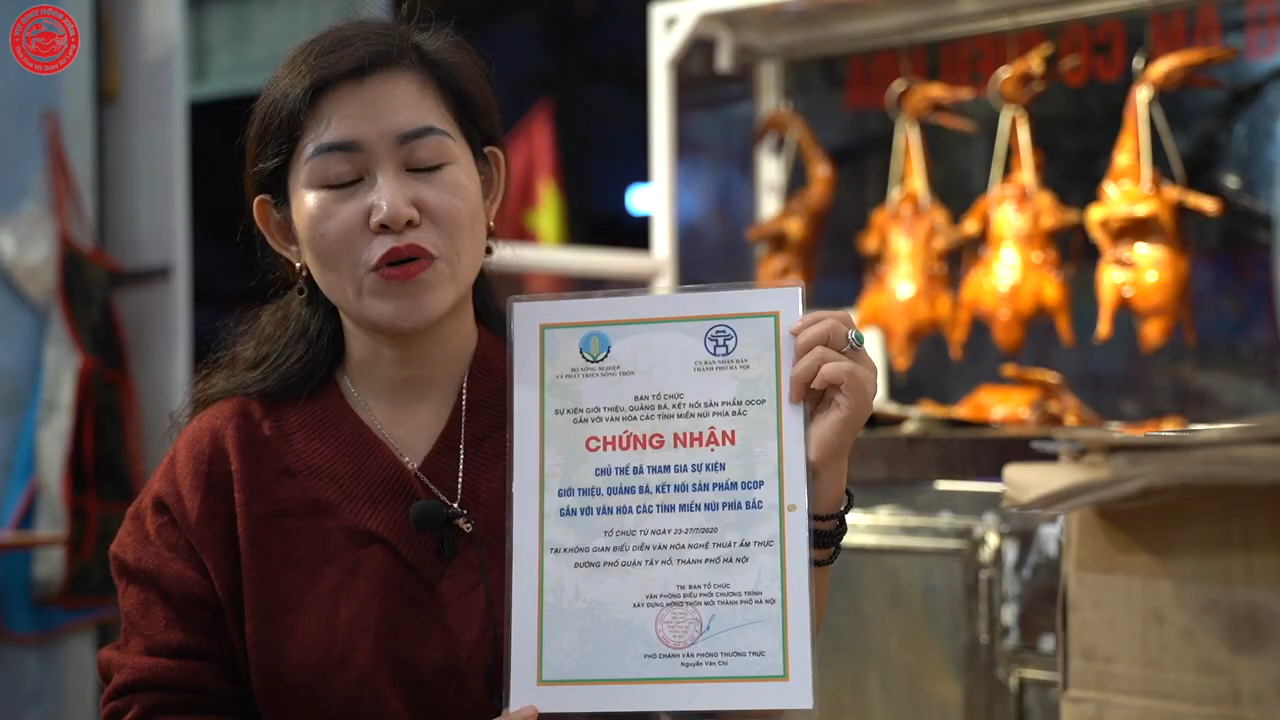 VỊT QUAY HỒNG XUÂN
BỘ NÔNG NGHIỆP
VÀ PHÁT TRIỂN NÔNG THÔN
ỦY BAN NHÂN DÂN
THÀNH PHỐ HÀ NỘI
BAN TỔ CHỨC
SỰ KIỆN GIỚI THIỆU, QUẢNG BÁ, KẾT NỐI SẢN PHẨM OCOP
GẮN VỚI VĂN HÓA CÁC TỈNH MIỀN NÚI PHÍA BẮC
CHỨNG NHẬN
CHỦ THỂ ĐÃ THAM GIA SỰ KIỆN
GIỚI THIỆU, QUẢNG BÁ, KẾT NỐI SẢN PHẨM OCOP
GẮN VỚI VĂN HÓA CÁC TỈNH MIỀN NÚI PHÍA BẮC
TỔ CHỨC TỪ NGÀY 23-27/7/2020
TẠI KHÔNG GIAN BIỂU DIỄN VĂN HÓA NGHỆ THUẬT ẨM THỰC
ĐƯỜNG PHỐ QUẬN TÂY HỒ, THÀNH PHỐ HÀ NỘI
TM. BAN TỔ CHỨC
VĂN PHÒNG ĐIỀU PHỐI CHƯƠNG TRÌNH
XÂY DỰNG NÔNG THÔN MỚI THÀNH PHỐ HÀ NỘI
PHÓ CHÁNH VĂN PHÒNG THƯỜNG TRỰC
Nguyễn Văn Chí